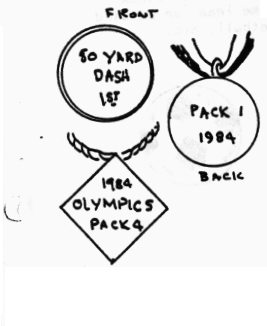 FRONT
50 YARD
DASH
1ST
PACK 1
1984
BACK
1984
OLYMPICS
PACK 4